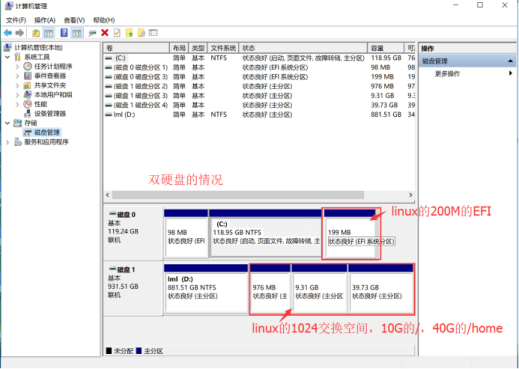 计算机管理
文件(F) 操作(A) 查看(V) 帮助(H)
计算机管理(本地)
系统工具
任务计划程序
事件查看器
共享文件夹
本地用户和组
性能
设备管理器
存储
磁盘管理
服务和应用程序
卷 布局 类型 文件系统 状态 容量 可
(C:) 简单 基本 NTFS 状态良好 (启动, 页面文件, 故障转储, 主分区) 118.95 GB 76
(磁盘 0 磁盘分区 1) 简单 基本 状态良好 (EFI 系统分区) 98 MB 98
(磁盘 0 磁盘分区 3) 简单 基本 状态良好 (EFI 系统分区) 199 MB 19
(磁盘 1 磁盘分区 2) 简单 基本 状态良好 (主分区) 976 MB 97
(磁盘 1 磁盘分区 3) 简单 基本 状态良好 (主分区) 9.31 GB 9.3
(磁盘 1 磁盘分区 4) 简单 基本 状态良好 (主分区) 39.73 GB 39
lml (D:) 简单 基本 NTFS 状态良好 (主分区) 881.51 GB 34
操作
磁盘管理
更多操作
双硬盘的情况
linux的200M的EFI
磁盘 0
基本
119.24 GB
联机
98 MB
状态良好 (EFI
(C:)
118.95 GB NTFS
状态良好 (启动, 页面文件, 故障转储, 主
199 MB
状态良好 (EFI 系统分区)
磁盘 1
基本
931.51 GB
联机
lml (D:)
881.51 GB NTFS
状态良好 (主分区)
976 MB
状态良好 (主
9.31 GB
状态良好 (主分区)
39.73 GB
状态良好 (主分区)
linux的1024交换空间，10G的/，40G的/home
未分配 主分区